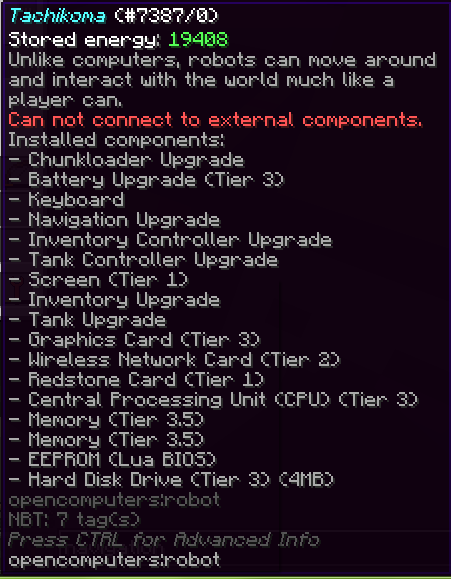 Tachikoma (#7387/0)
Stored energy: 19408
Unlike computers, robots can move around
and interact with the world much like a
player can.
Can not connect to external components.
Installed components:
- Chunkloader Upgrade
- Battery Upgrade (Tier 3)
- Keyboard
- Navigation Upgrade
- Inventory Controller Upgrade
- Tank Controller Upgrade
- Screen (Tier 1)
- Inventory Upgrade
- Tank Upgrade
- Graphics Card (Tier 3)
- Wireless Network Card (Tier 2)
- Redstone Card (Tier 1)
- Central Processing Unit (CPU) (Tier 3)
- Memory (Tier 3.5)
- Memory (Tier 3.5)
- EEPROM (Lua BIOS)
- Hard Disk Drive (Tier 3) (4MB)
opencomputers:robot
NBT: 7 tag(s)
Press CTRL for Advanced Info
opencomputers:robot